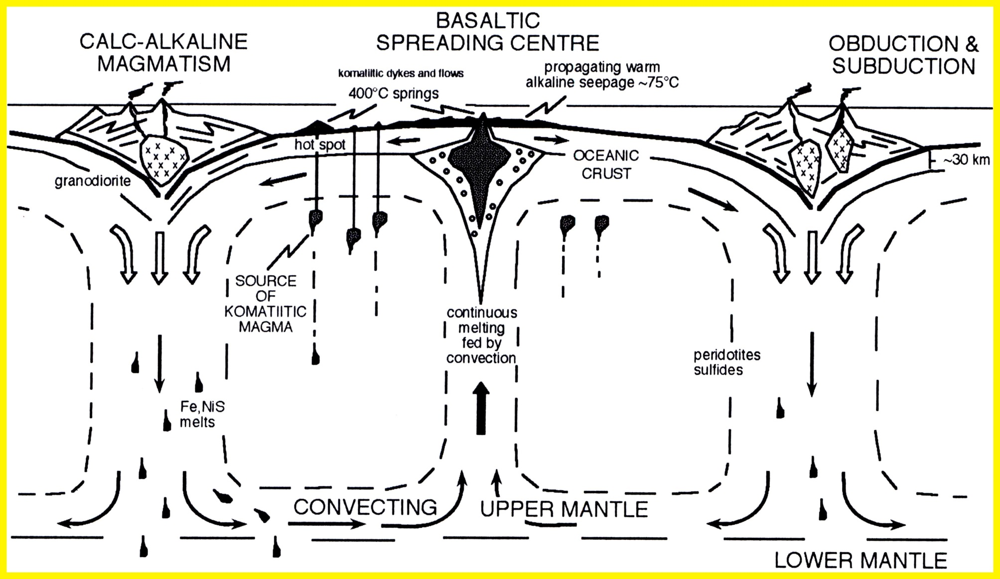 BASALTIC
SPREADING CENTRE
CALC-ALKALINE
MAGMATISM
OBDUCTION &
SUBDUCTION
komatiitic dykes and flows
400°C springs
propagating warm
alkaline seepage ~75°C
hot spot
OCEANIC
CRUST
~30 km
granodiorite
SOURCE
OF
KOMATIITIC
MAGMA
continuous
melting
fed by
convection
peridotites
sulfides
Fe,NiS
melts
CONVECTING UPPER MANTLE
LOWER MANTLE